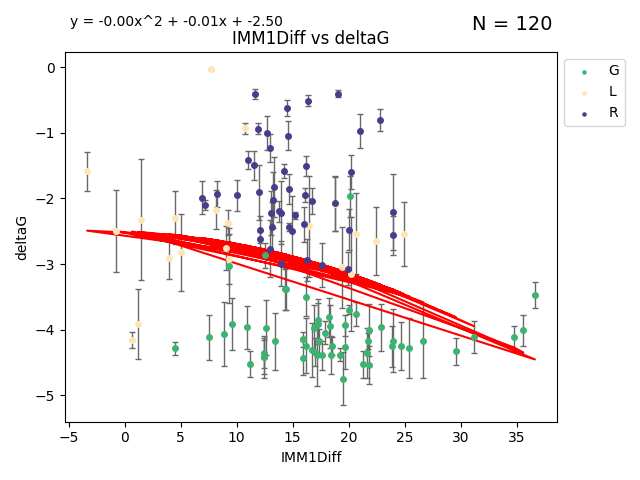 y = -0.00x^2 + -0.01x + -2.50
N = 120
IMM1Diff vs deltaG
G
L
R
deltaG
0
−1
−2
−3
−4
−5
−5 0 5 10 15 20 25 30 35
IMM1Diff